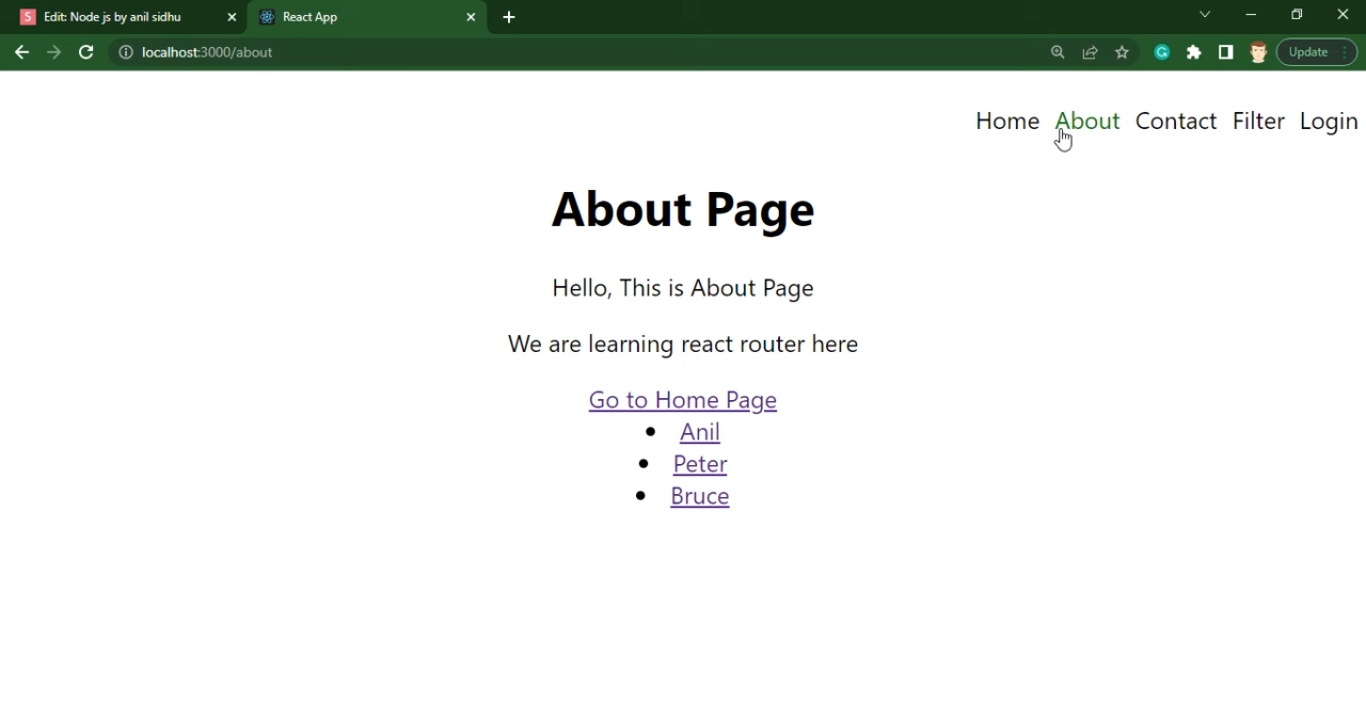 Edit: Node js by anil sidhu
React App
localhost:3000/about
Update
Home About Contact Filter Login
About Page
Hello, This is About Page
We are learning react router here
Go to Home Page
Anil
Peter
Bruce